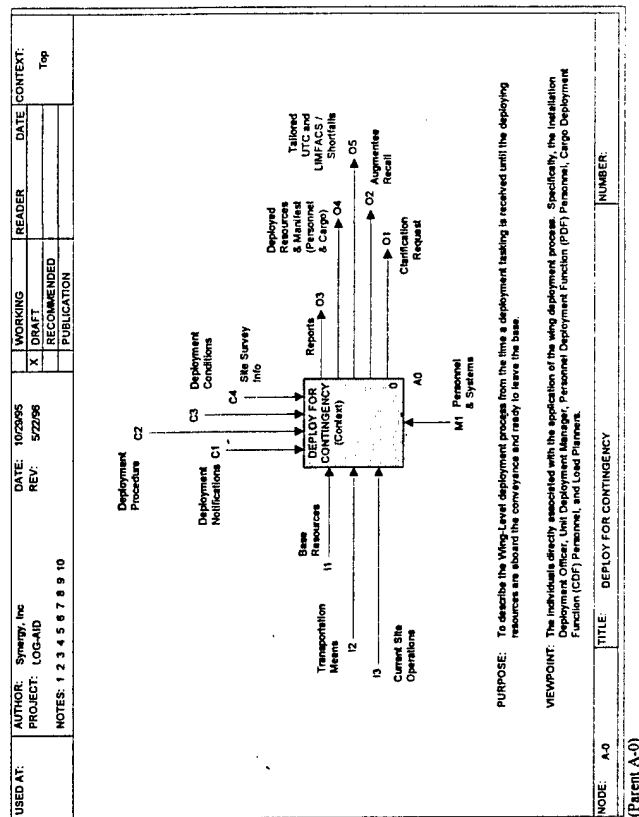 USED AT:
AUTHOR: Synergy, Inc
PROJECT: LOG-AID
NOTES: 1 2 3 4 5 6 7 8 9 10
DATE: 10/29/95
REV: 5/22/96
WORKING
X DRAFT
RECOMMENDED
PUBLICATION
READER DATE
CONTEXT:
Top
Deployment
Procedure
C2
Deployment
Notifications
C1
Deployment
Conditions
C3
Site Survey
Info
C4
Base
Resources
I1
Transportation
Means
I2
I3
Current Site
Operations
DEPLOY FOR
CONTINGENCY
(Context)
0
A0
Reports
O3
Deployed
Resources
& Manifest
(Personnel
& Cargo)
O4
Tailored
UTC and
LIMFACS /
Shortfalls
O5
O2
Augmentee
Recall
O1
Clarification
Request
M1 Personnel
& Systems
PURPOSE: To describe the Wing-Level deployment process from the time a deployment tasking is received until the deploying
resources are aboard the conveyance and ready to leave the base.
VIEWPOINT: The individuals directly associated with the application of the wing deployment process. Specifically, the Installation
Deployment Officer, Unit Deployment Manager, Personnel Deployment Function (PDF) Personnel, Cargo Deployment
Function (CDF) Personnel, and Load Planners.
NODE: A-0
TITLE: DEPLOY FOR CONTINGENCY
NUMBER:
(Parent A-0)